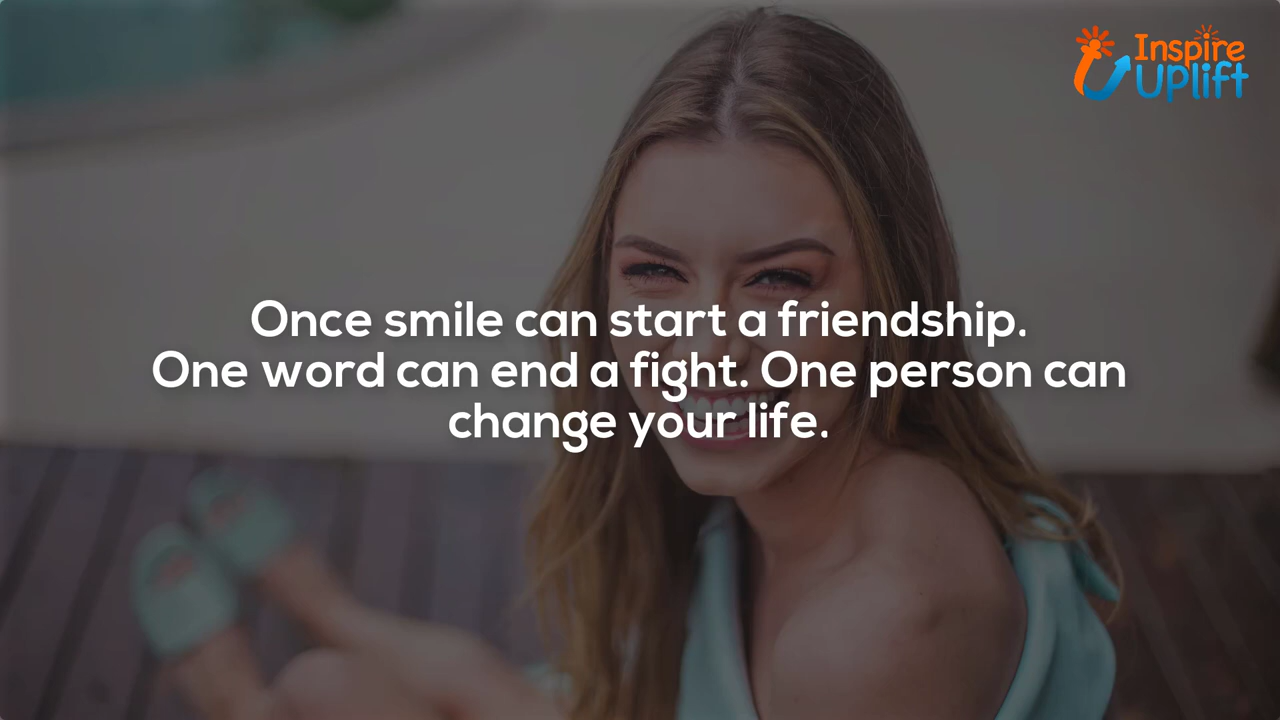 Inspire
Uplift
Once smile can start a friendship.
One word can end a fight. One person can
change your life.